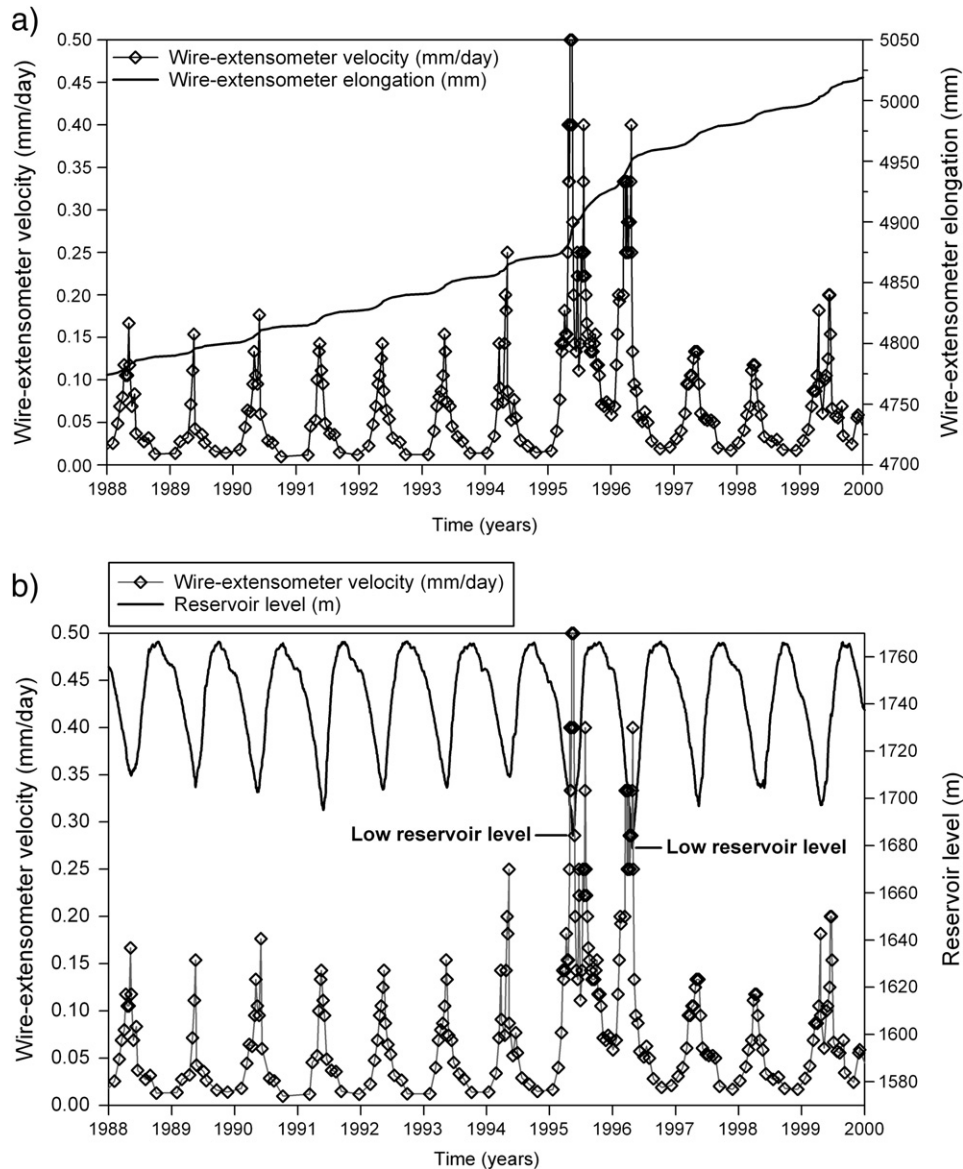 a)
Wire-extensometer velocity (mm/day)
Wire-extensometer elongation (mm)
Wire-extensometer velocity (mm/day)
0.50
0.45
0.40
0.35
0.30
0.25
0.20
0.15
0.10
0.05
0.00
5050
5000
4950
4900
4850
4800
4750
4700
Wire-extensometer elongation (mm)
1988 1989 1990 1991 1992 1993 1994 1995 1996 1997 1998 1999 2000
Time (years)
b)
Wire-extensometer velocity (mm/day)
Reservoir level (m)
Wire-extensometer velocity (mm/day)
0.50
0.45
0.40
0.35
0.30
0.25
0.20
0.15
0.10
0.05
0.00
Low reservoir level
Low reservoir level
1760
1740
1720
1700
1680
1660
1640
1620
1600
1580
Reservoir level (m)
1988 1989 1990 1991 1992 1993 1994 1995 1996 1997 1998 1999 2000
Time (years)